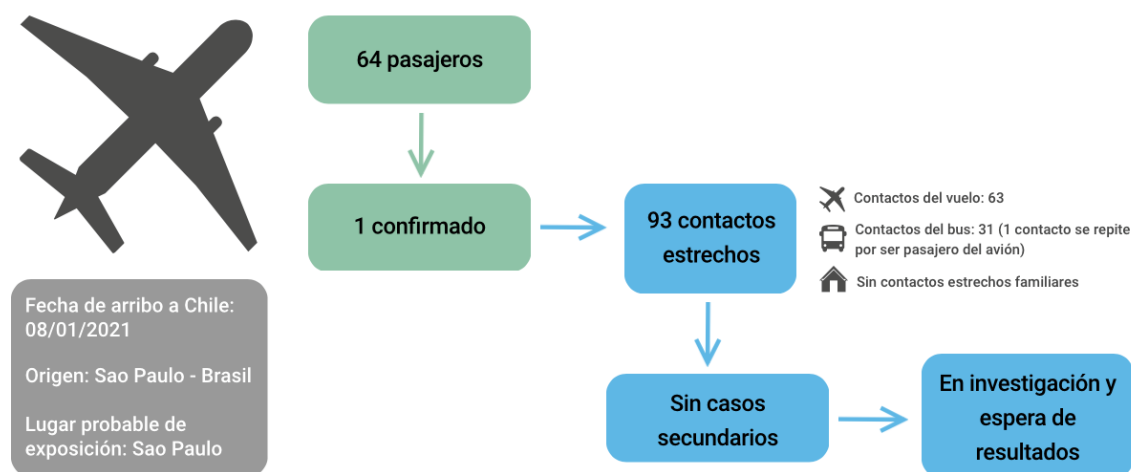 64 pasajeros
1 confirmado
93 contactos
estrechos
Contactos del vuelo: 63
Contactos del bus: 31 (1 contacto se repite
por ser pasajero del avión)
Sin contactos estrechos familiares
Fecha de arribo a Chile:
08/01/2021
Origen: Sao Paulo - Brasil
Lugar probable de
exposición: Sao Paulo
Sin casos
secundarios
En investigación y
espera de
resultados